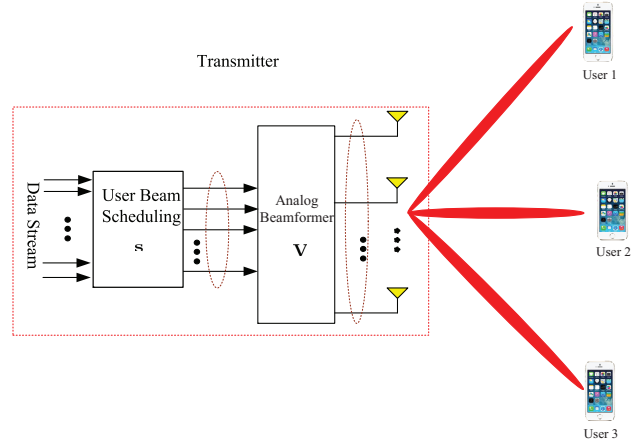 Transmitter
Data Stream
User Beam
Scheduling
s
Analog
Beamformer
V
User 1
User 2
User 3